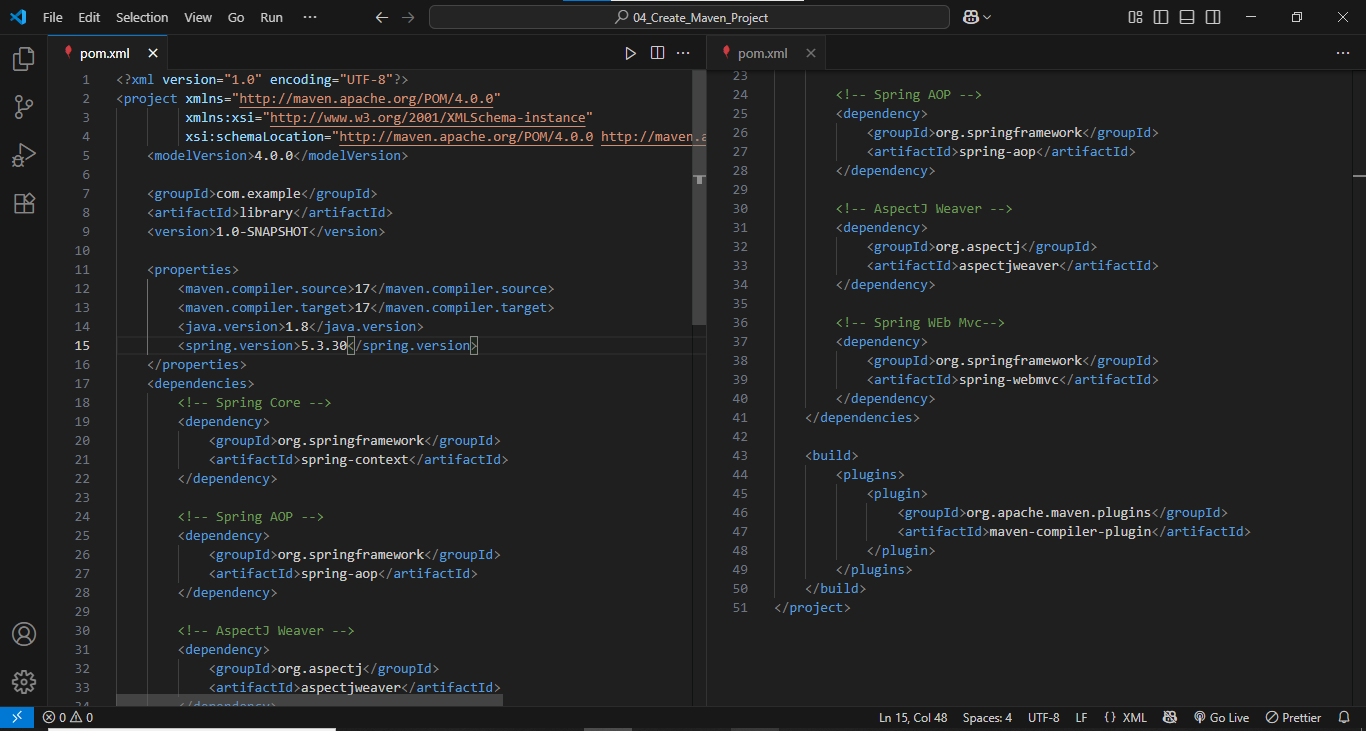 File Edit Selection View Go Run ··· 04_Create_Maven_Project
pom.xml
1 <?xml version="1.0" encoding="UTF-8"?>
2 <project xmlns="http://maven.apache.org/POM/4.0.0"
3 xmlns:xsi="http://www.w3.org/2001/XMLSchema-instance"
4 xsi:schemaLocation="http://maven.apache.org/POM/4.0.0 http://maven.a
5 <modelVersion>4.0.0</modelVersion>
6
7 <groupId>com.example</groupId>
8 <artifactId>library</artifactId>
9 <version>1.0-SNAPSHOT</version>
10
11 <properties>
12 <maven.compiler.source>17</maven.compiler.source>
13 <maven.compiler.target>17</maven.compiler.target>
14 <java.version>1.8</java.version>
15 <spring.version>5.3.30</spring.version>
16 </properties>
17 <dependencies>
18 <!-- Spring Core -->
19 <dependency>
20 <groupId>org.springframework</groupId>
21 <artifactId>spring-context</artifactId>
22 </dependency>
23
24 <!-- Spring AOP -->
25 <dependency>
26 <groupId>org.springframework</groupId>
27 <artifactId>spring-aop</artifactId>
28 </dependency>
29
30 <!-- AspectJ Weaver -->
31 <dependency>
32 <groupId>org.aspectj</groupId>
33 <artifactId>aspectjweaver</artifactId>
34 </dependency>
pom.xml
23
24 <!-- Spring AOP -->
25 <dependency>
26 <groupId>org.springframework</groupId>
27 <artifactId>spring-aop</artifactId>
28 </dependency>
29
30 <!-- AspectJ Weaver -->
31 <dependency>
32 <groupId>org.aspectj</groupId>
33 <artifactId>aspectjweaver</artifactId>
34 </dependency>
35
36 <!-- Spring WEb Mvc-->
37 <dependency>
38 <groupId>org.springframework</groupId>
39 <artifactId>spring-webmvc</artifactId>
40 </dependency>
41 </dependencies>
42
43 <build>
44 <plugins>
45 <plugin>
46 <groupId>org.apache.maven.plugins</groupId>
47 <artifactId>maven-compiler-plugin</artifactId>
48 </plugin>
49 </plugins>
50 </build>
51 </project>
0 0 Ln 15, Col 48 Spaces: 4 UTF-8 LF {} XML Go Live Prettier